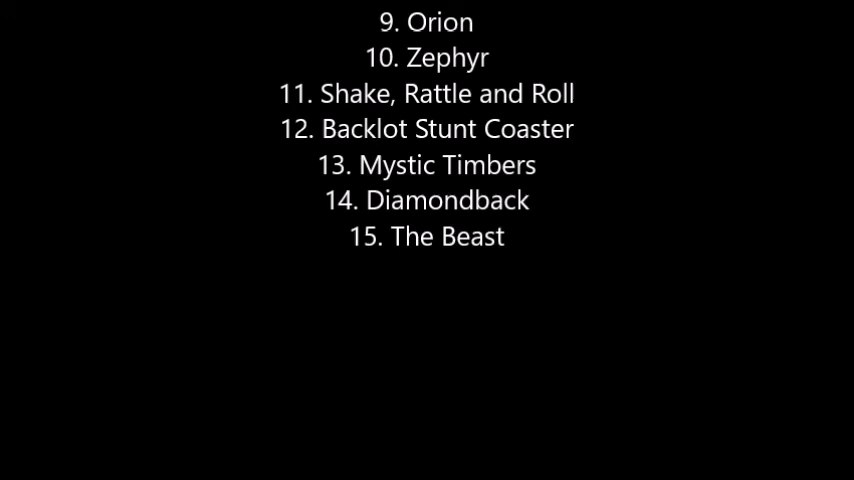 9. Orion
10. Zephyr
11. Shake, Rattle and Roll
12. Backlot Stunt Coaster
13. Mystic Timbers
14. Diamondback
15. The Beast